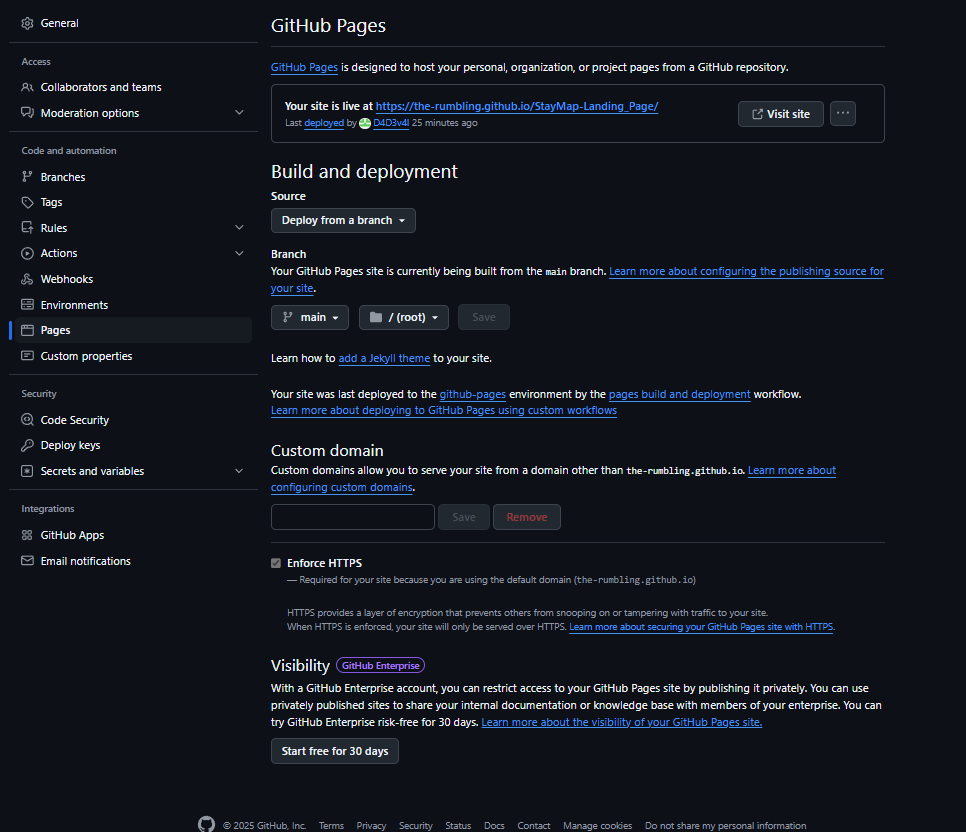 General
Access
Collaborators and teams
Moderation options
Code and automation
Branches
Tags
Rules
Actions
Webhooks
Environments
Pages
Custom properties
Security
Code Security
Deploy keys
Secrets and variables
Integrations
GitHub Apps
Email notifications
GitHub Pages
GitHub Pages is designed to host your personal, organization, or project pages from a GitHub repository.
Your site is live at https://the-rumbling.github.io/StayMap-Landing_Page/
Last deployed by D4D3v4l 25 minutes ago
Visit site
Build and deployment
Source
Deploy from a branch
Branch
Your GitHub Pages site is currently being built from the main branch. Learn more about configuring the publishing source for
your site.
main
/ (root)
Save
Learn how to add a Jekyll theme to your site.
Your site was last deployed to the github-pages environment by the pages build and deployment workflow.
Learn more about deploying to GitHub Pages using custom workflows
Custom domain
Custom domains allow you to serve your site from a domain other than the-rumbling.github.io. Learn more about
configuring custom domains.
Save
Remove
Enforce HTTPS
— Required for your site because you are using the default domain (the-rumbling.github.io)
HTTPS provides a layer of encryption that prevents others from snooping on or tampering with traffic to your site.
When HTTPS is enforced, your site will only be served over HTTPS. Learn more about securing your GitHub Pages site with HTTPS.
Visibility GitHub Enterprise
With a GitHub Enterprise account, you can restrict access to your GitHub Pages site by publishing it privately. You can use
privately published sites to share your internal documentation or knowledge base with members of your enterprise. You can
try GitHub Enterprise risk-free for 30 days. Learn more about the visibility of your GitHub Pages site.
Start free for 30 days
© 2025 GitHub, Inc. Terms Privacy Security Status Docs Contact Manage cookies Do not share my personal information